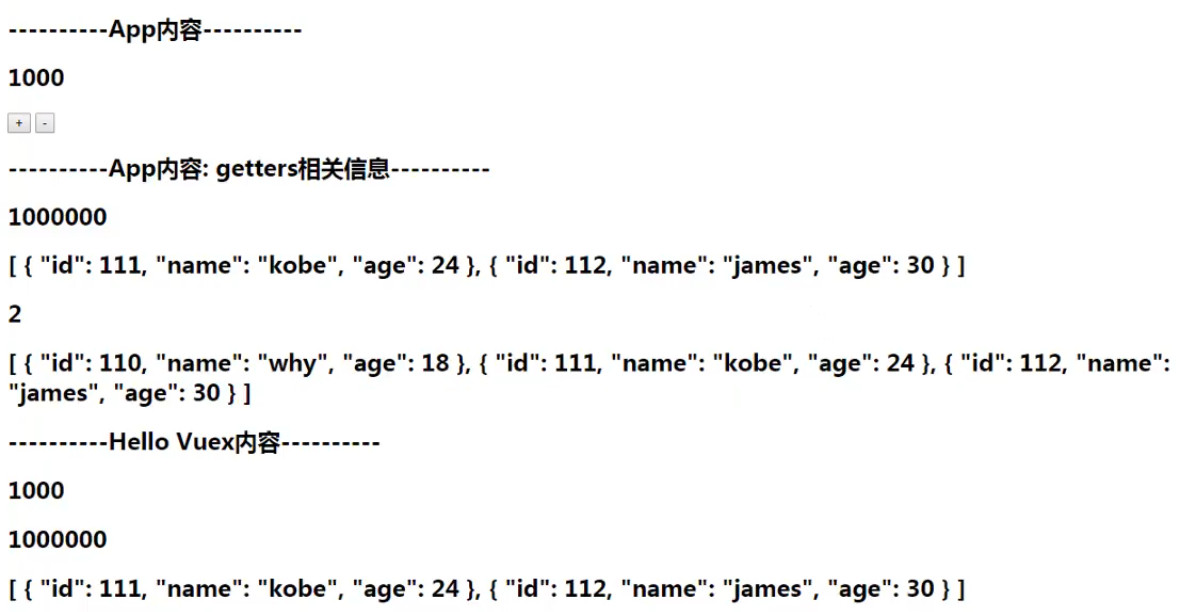 ----------App内容----------
1000
+ -
----------App内容: getters相关信息----------
1000000
[ { "id": 111, "name": "kobe", "age": 24 }, { "id": 112, "name": "james", "age": 30 } ]
2
[ { "id": 110, "name": "why", "age": 18 }, { "id": 111, "name": "kobe", "age": 24 }, { "id": 112, "name":
"james", "age": 30 } ]
----------Hello Vuex内容----------
1000
1000000
[ { "id": 111, "name": "kobe", "age": 24 }, { "id": 112, "name": "james", "age": 30 } ]